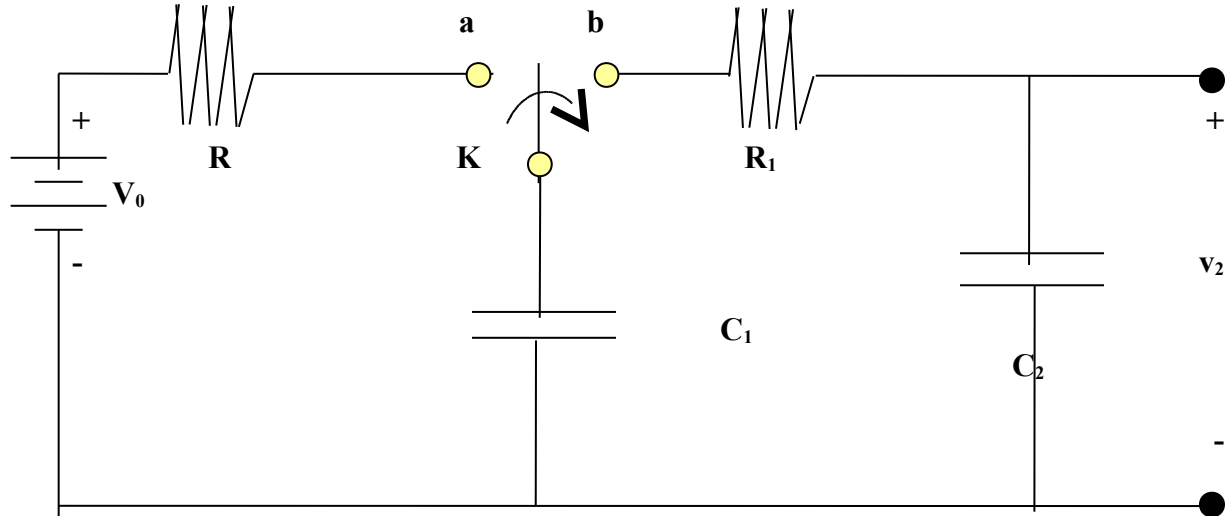 a b
+ +
R K R₁
V₀
- v₂
C₁
C₂
-